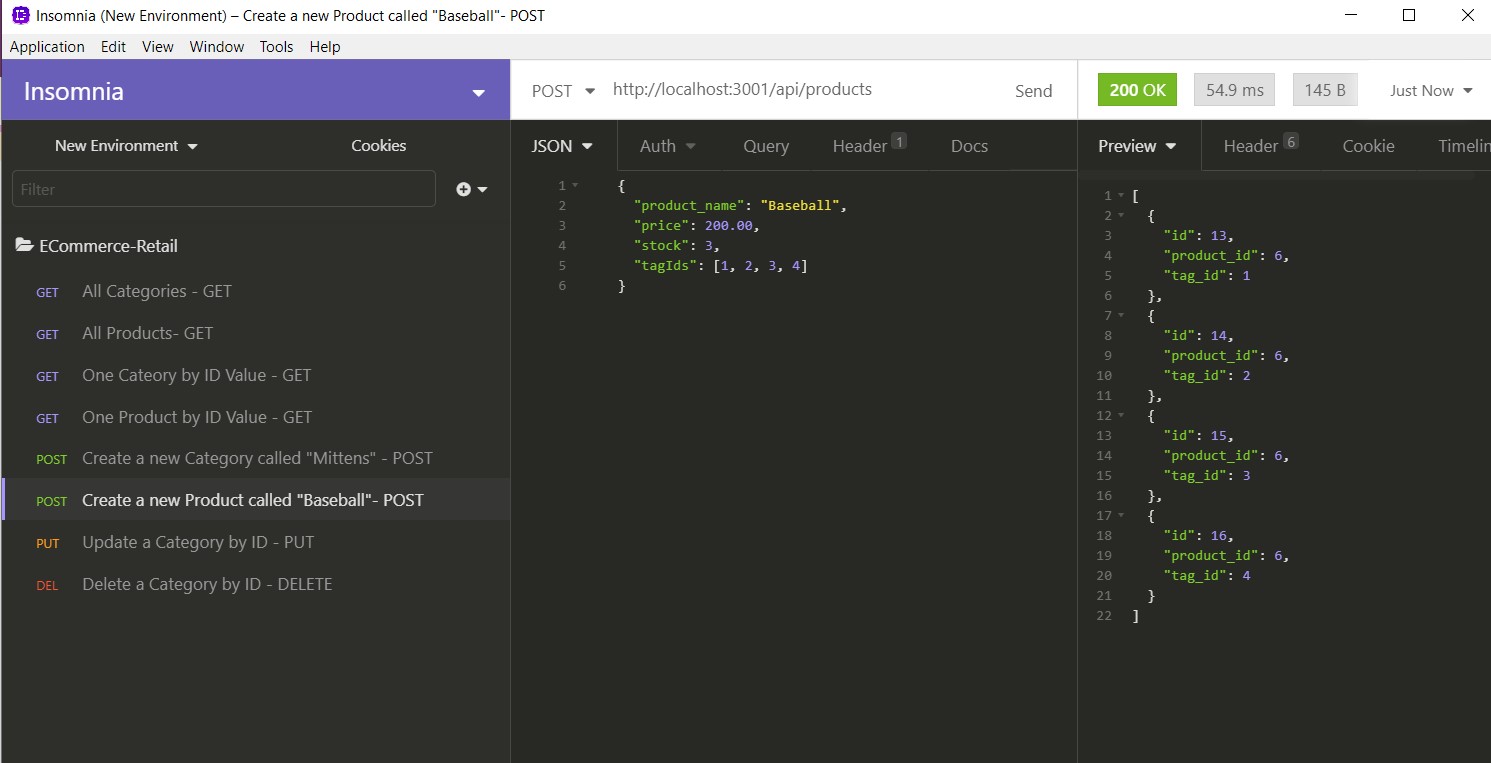 Insomnia (New Environment) – Create a new Product called "Baseball"- POST
Application Edit View Window Tools Help
Insomnia
POST http://localhost:3001/api/products Send
200 OK 54.9 ms 145 B Just Now
New Environment Cookies
JSON Auth Query Header 1 Docs
Preview Header 6 Cookie Timelin
Filter
ECommerce-Retail
GET All Categories - GET
GET All Products- GET
GET One Cateory by ID Value - GET
GET One Product by ID Value - GET
POST Create a new Category called "Mittens" - POST
POST Create a new Product called "Baseball"- POST
PUT Update a Category by ID - PUT
DEL Delete a Category by ID - DELETE
1 {
2 "product_name": "Baseball",
3 "price": 200.00,
4 "stock": 3,
5 "tagIds": [1, 2, 3, 4]
6 }
1 [
2 {
3 "id": 13,
4 "product_id": 6,
5 "tag_id": 1
6 },
7 {
8 "id": 14,
9 "product_id": 6,
10 "tag_id": 2
11 },
12 {
13 "id": 15,
14 "product_id": 6,
15 "tag_id": 3
16 },
17 {
18 "id": 16,
19 "product_id": 6,
20 "tag_id": 4
21 }
22 ]